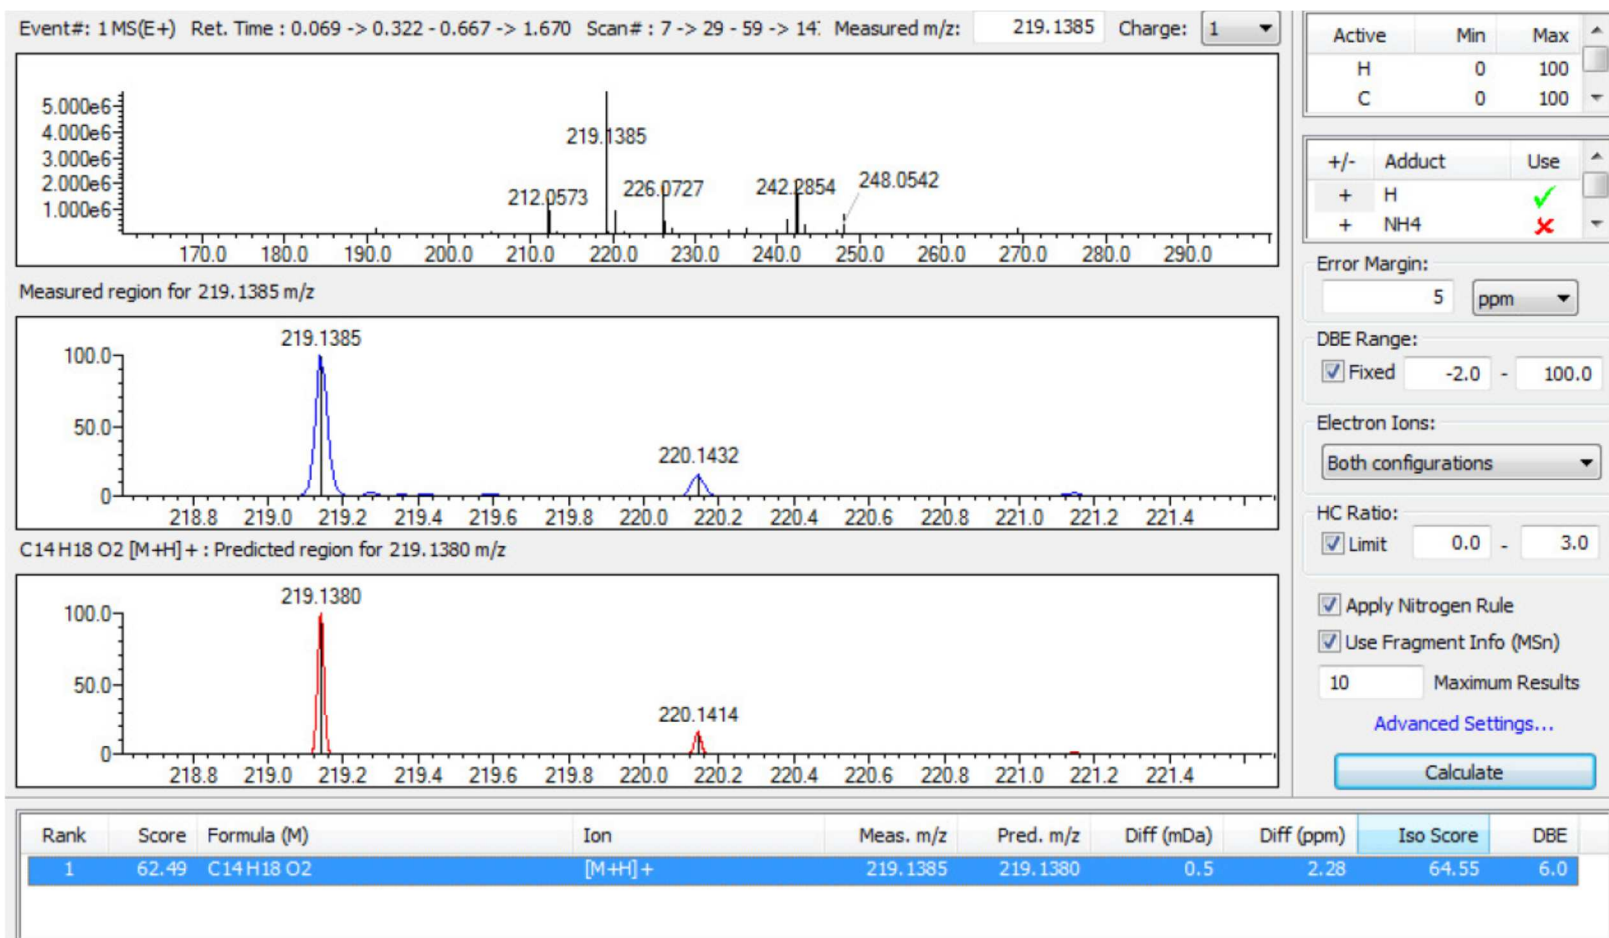 Event#: 1 MS(E+) Ret. Time : 0.069 -> 0.322 - 0.667 -> 1.670 Scan# : 7 -> 29 - 59 -> 14 Measured m/z: 219.1385 Charge: 1
5.000e6
4.000e6
3.000e6
2.000e6
1.000e6
219.1385
212.0573
226.0727
242.2854
248.0542
170.0 180.0 190.0 200.0 210.0 220.0 230.0 240.0 250.0 260.0 270.0 280.0 290.0
Measured region for 219.1385 m/z
219.1385
100.0
50.0
220.1432
0
218.8 219.0 219.2 219.4 219.6 219.8 220.0 220.2 220.4 220.6 220.8 221.0 221.2 221.4
C14 H18 O2 [M+H]+ : Predicted region for 219.1380 m/z
219.1380
100.0
50.0
220.1414
0
218.8 219.0 219.2 219.4 219.6 219.8 220.0 220.2 220.4 220.6 220.8 221.0 221.2 221.4
Active Min Max
H 0 100
C 0 100
+/- Adduct Use
+ H
+ NH4
Error Margin:
5 ppm
DBE Range:
Fixed -2.0 - 100.0
Electron Ions:
Both configurations
HC Ratio:
Limit 0.0 - 3.0
Apply Nitrogen Rule
Use Fragment Info (MSn)
10 Maximum Results
Advanced Settings...
Calculate
Rank Score Formula (M) Ion Meas. m/z Pred. m/z Diff (mDa) Diff (ppm) Iso Score DBE
1 62.49 C14 H18 O2 [M+H]+ 219.1385 219.1380 0.5 2.28 64.55 6.0